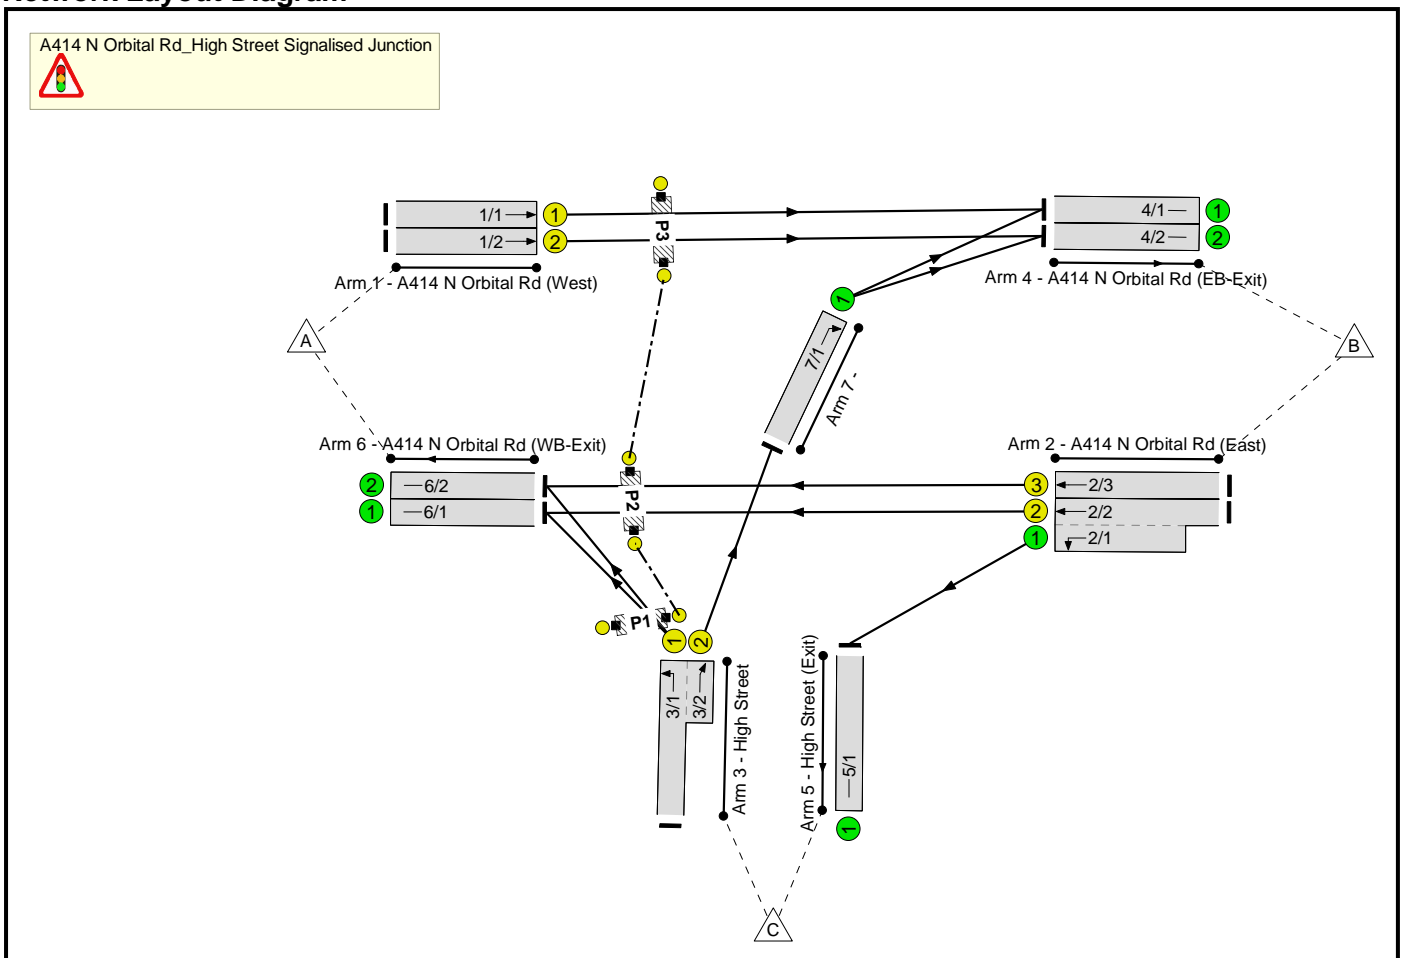 Network Layout Diagram
A414 N Orbital Rd_High Street Signalised Junction
1/1
1
1/2
2
P3
4/1
1
4/2
2
Arm 1 - A414 N Orbital Rd (West)
Arm 4 - A414 N Orbital Rd (EB-Exit)
1
A
B
7/1
Arm 7 -
Arm 6 - A414 N Orbital Rd (WB-Exit)
Arm 2 - A414 N Orbital Rd (East)
2
6/2
1
6/1
P2
3
2/3
2
2/2
1
2/1
P1
1
2
3/1
3/2
Arm 3 - High Street
Arm 5 - High Street (Exit)
5/1
1
C